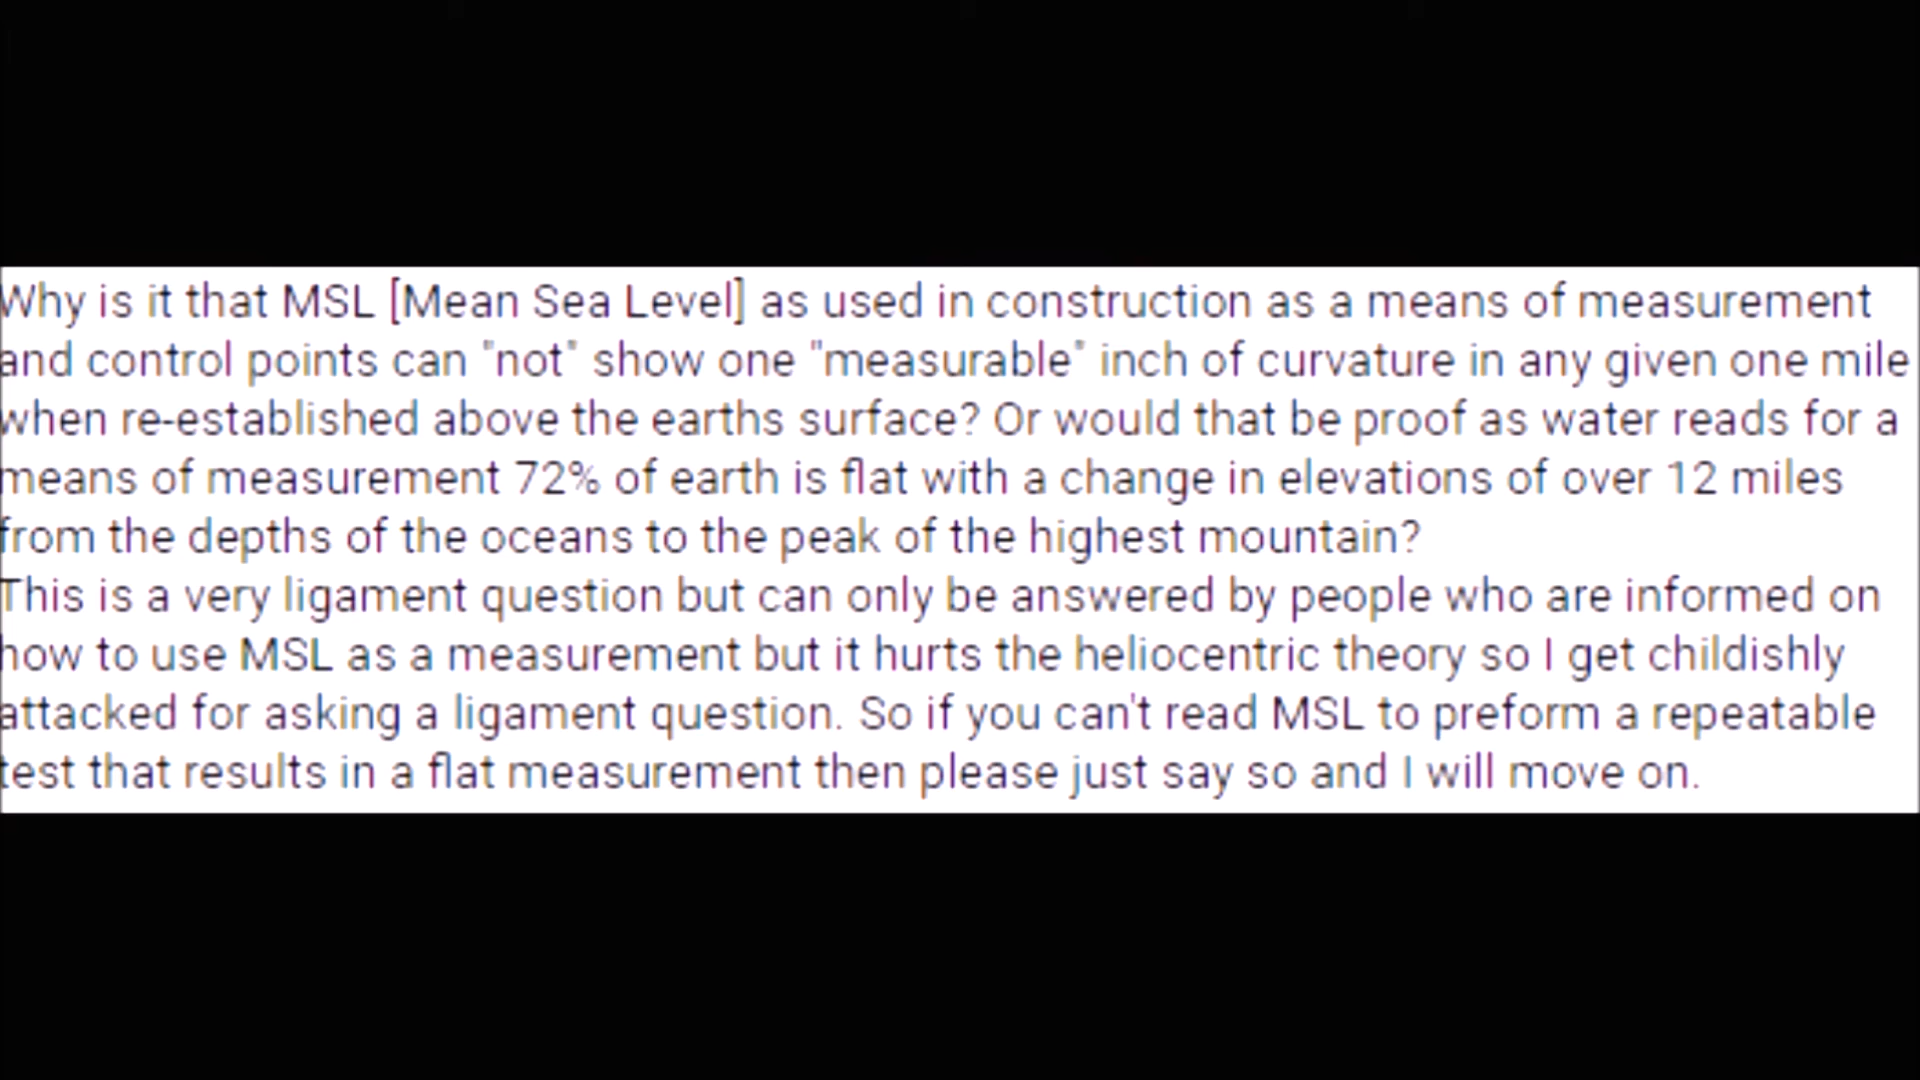 Why is it that MSL [Mean Sea Level] as used in construction as a means of measurement
and control points can "not" show one "measurable" inch of curvature in any given one mile
when re-established above the earths surface? Or would that be proof as water reads for a
means of measurement 72% of earth is flat with a change in elevations of over 12 miles
from the depths of the oceans to the peak of the highest mountain?
This is a very ligament question but can only be answered by people who are informed on
how to use MSL as a measurement but it hurts the heliocentric theory so I get childishly
attacked for asking a ligament question. So if you can't read MSL to preform a repeatable
test that results in a flat measurement then please just say so and I will move on.